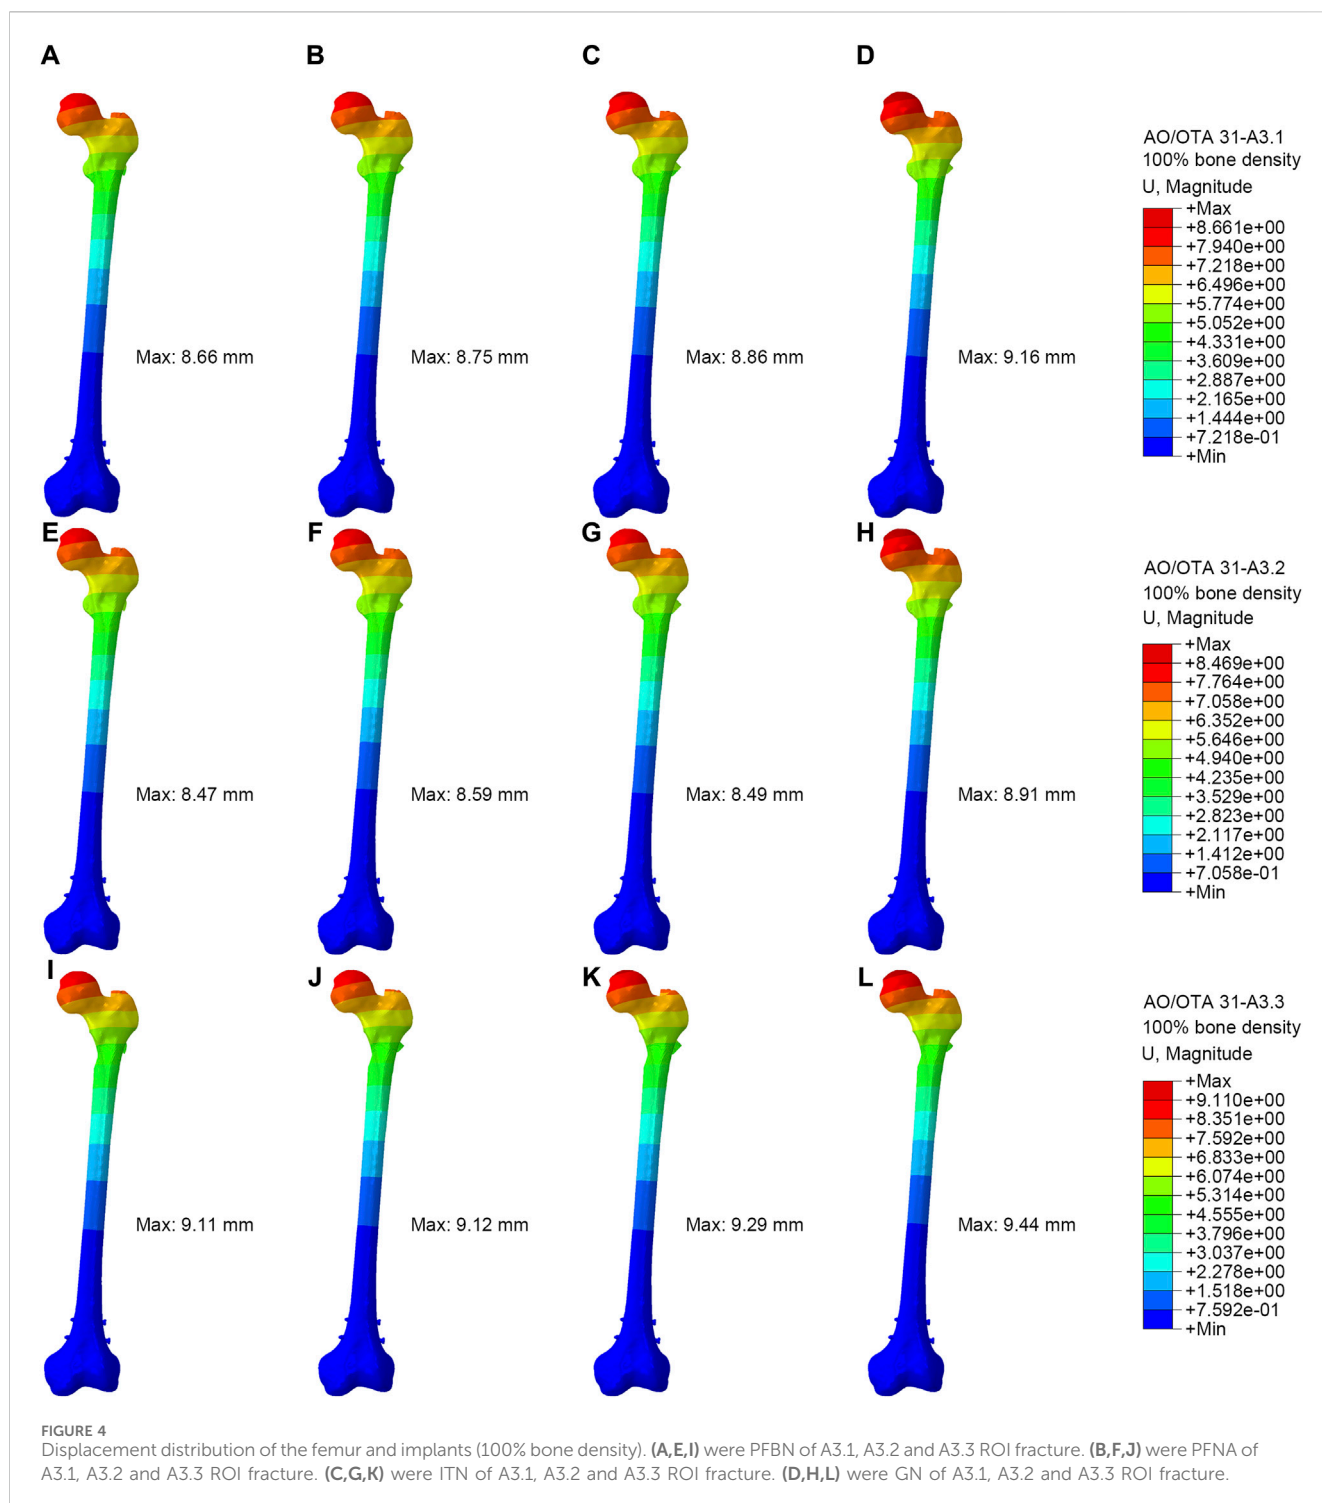 A
B
C
D
AO/OTA 31-A3.1
100% bone density
U, Magnitude
+Max
+8.661e+00
+7.940e+00
+7.218e+00
+6.496e+00
+5.774e+00
+5.052e+00
+4.331e+00
+3.609e+00
+2.887e+00
+2.165e+00
+1.444e+00
+7.218e-01
+Min
Max: 8.66 mm
Max: 8.75 mm
Max: 8.86 mm
Max: 9.16 mm
E
F
G
H
AO/OTA 31-A3.2
100% bone density
U, Magnitude
+Max
+8.469e+00
+7.764e+00
+7.058e+00
+6.352e+00
+5.646e+00
+4.940e+00
+4.235e+00
+3.529e+00
+2.823e+00
+2.117e+00
+1.412e+00
+7.058e-01
+Min
Max: 8.47 mm
Max: 8.59 mm
Max: 8.49 mm
Max: 8.91 mm
I
J
K
L
AO/OTA 31-A3.3
100% bone density
U, Magnitude
+Max
+9.110e+00
+8.351e+00
+7.592e+00
+6.833e+00
+6.074e+00
+5.314e+00
+4.555e+00
+3.796e+00
+3.037e+00
+2.278e+00
+1.518e+00
+7.592e-01
+Min
Max: 9.11 mm
Max: 9.12 mm
Max: 9.29 mm
Max: 9.44 mm
FIGURE 4
Displacement distribution of the femur and implants (100% bone density). (A,E,I) were PFBN of A3.1, A3.2 and A3.3 ROI fracture. (B,F,J) were PFNA of
A3.1, A3.2 and A3.3 ROI fracture. (C,G,K) were ITN of A3.1, A3.2 and A3.3 ROI fracture. (D,H,L) were GN of A3.1, A3.2 and A3.3 ROI fracture.